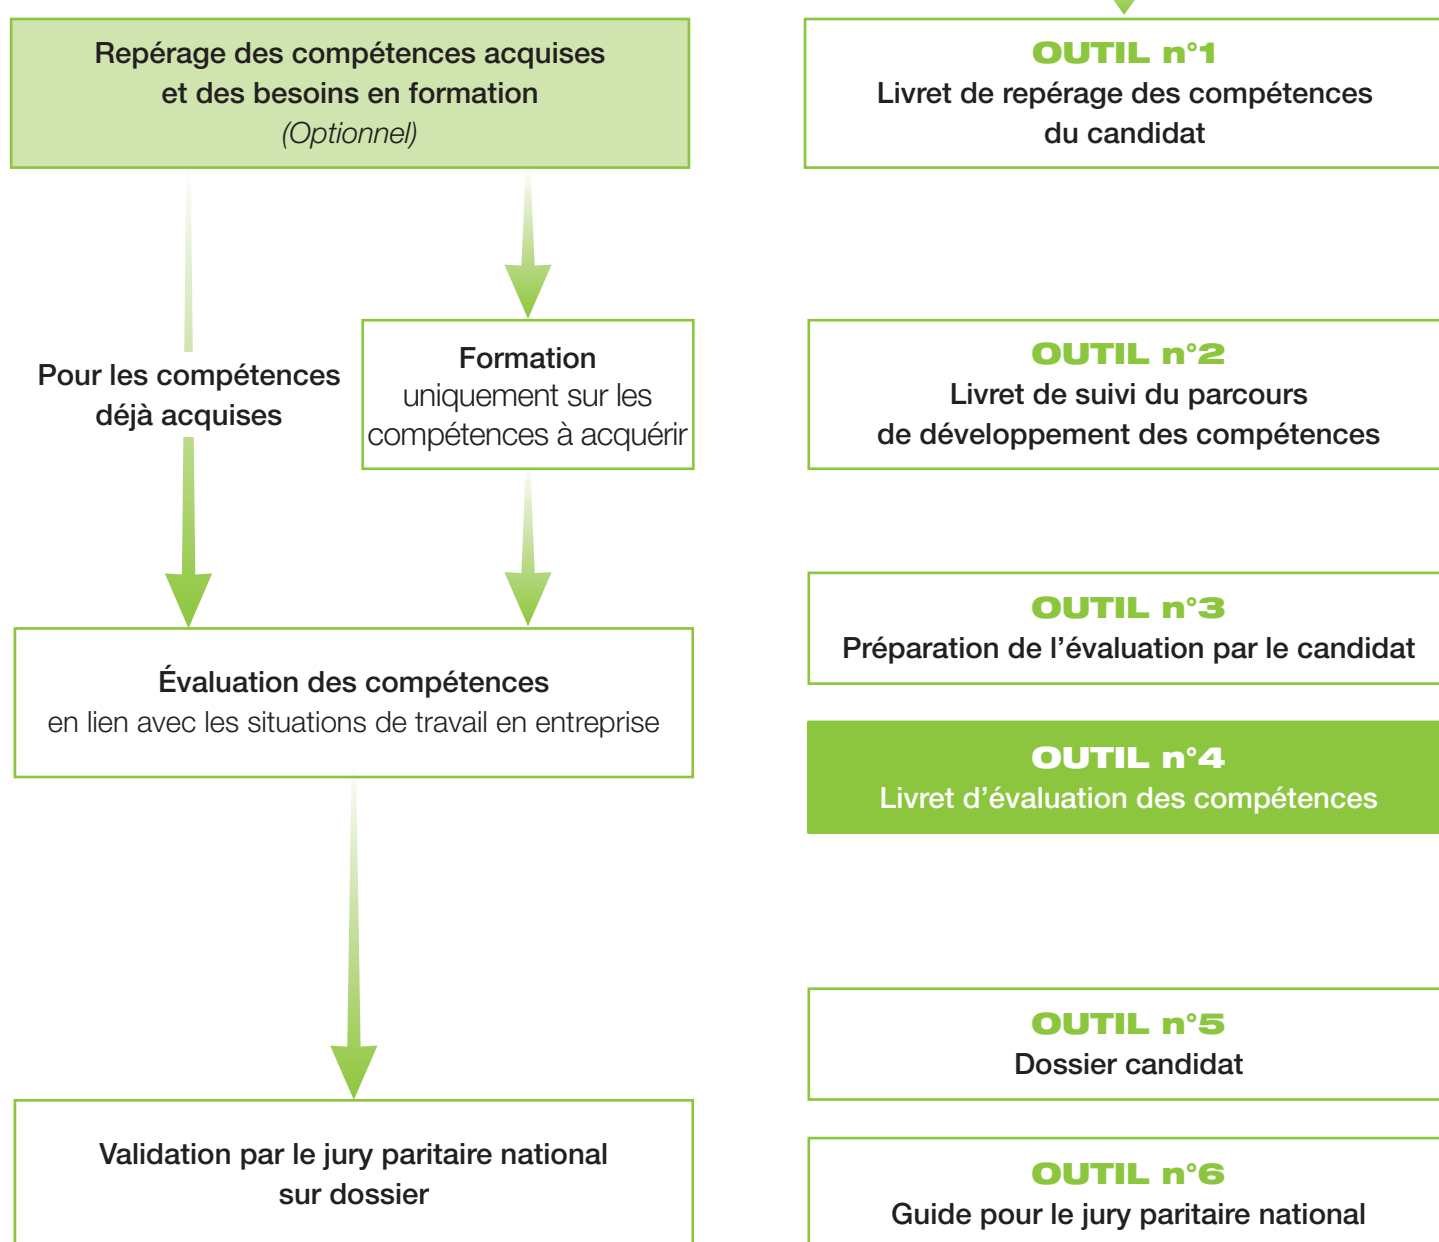 Repérage des compétences acquises
et des besoins en formation
(Optionnel)
OUTIL n°1
Livret de repérage des compétences
du candidat
Pour les compétences
déjà acquises
Formation
uniquement sur les
compétences à acquérir
OUTIL n°2
Livret de suivi du parcours
de développement des compétences
OUTIL n°3
Préparation de l’évaluation par le candidat
Évaluation des compétences
en lien avec les situations de travail en entreprise
OUTIL n°4
Livret d’évaluation des compétences
OUTIL n°5
Dossier candidat
Validation par le jury paritaire national
sur dossier
OUTIL n°6
Guide pour le jury paritaire national